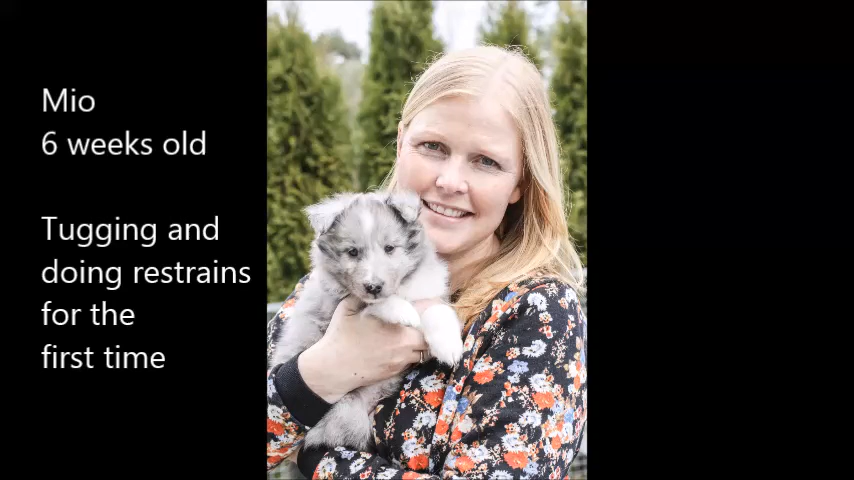 Mio
6 weeks old
Tugging and
doing restrains
for the
first time